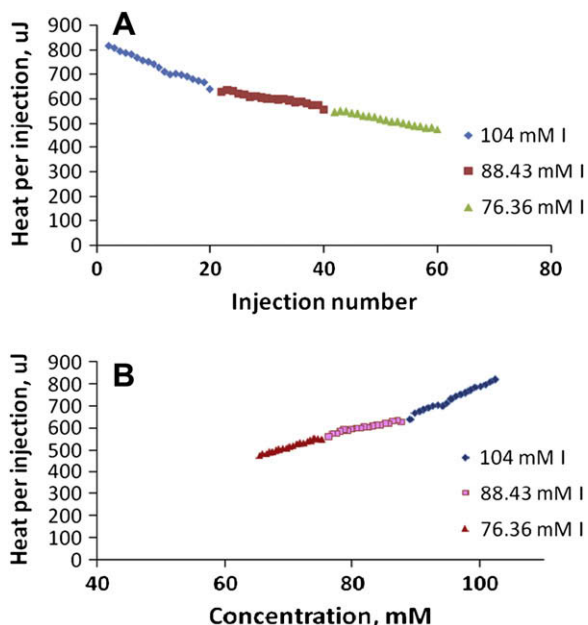 A
Heat per injection, uJ
900
800
700
600
500
400
300
200
100
0
0 20 40 60 80
Injection number
104 mM I
88.43 mM I
76.36 mM I
B
Heat per injection, uJ
900
800
700
600
500
400
300
200
100
0
40 60 80 100
Concentration, mM
104 mM I
88.43 mM I
76.36 mM I